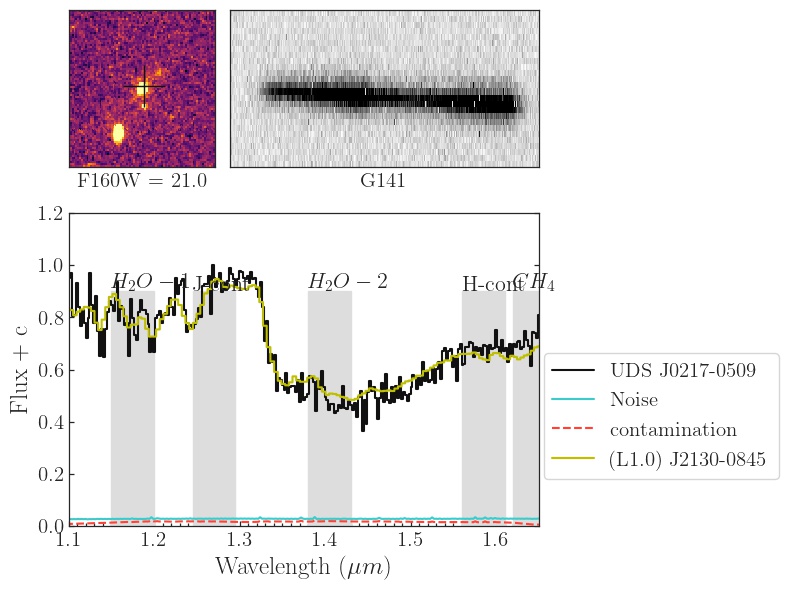 F160W = 21.0
G141
1.2
1.0
0.8
0.6
0.4
0.2
0.0
Flux + c
H₂O − 1 J-cont H₂O − 2 H-cont CH₄
1.1 1.2 1.3 1.4 1.5 1.6
Wavelength (μm)
UDS J0217-0509
Noise
contamination
(L1.0) J2130-0845